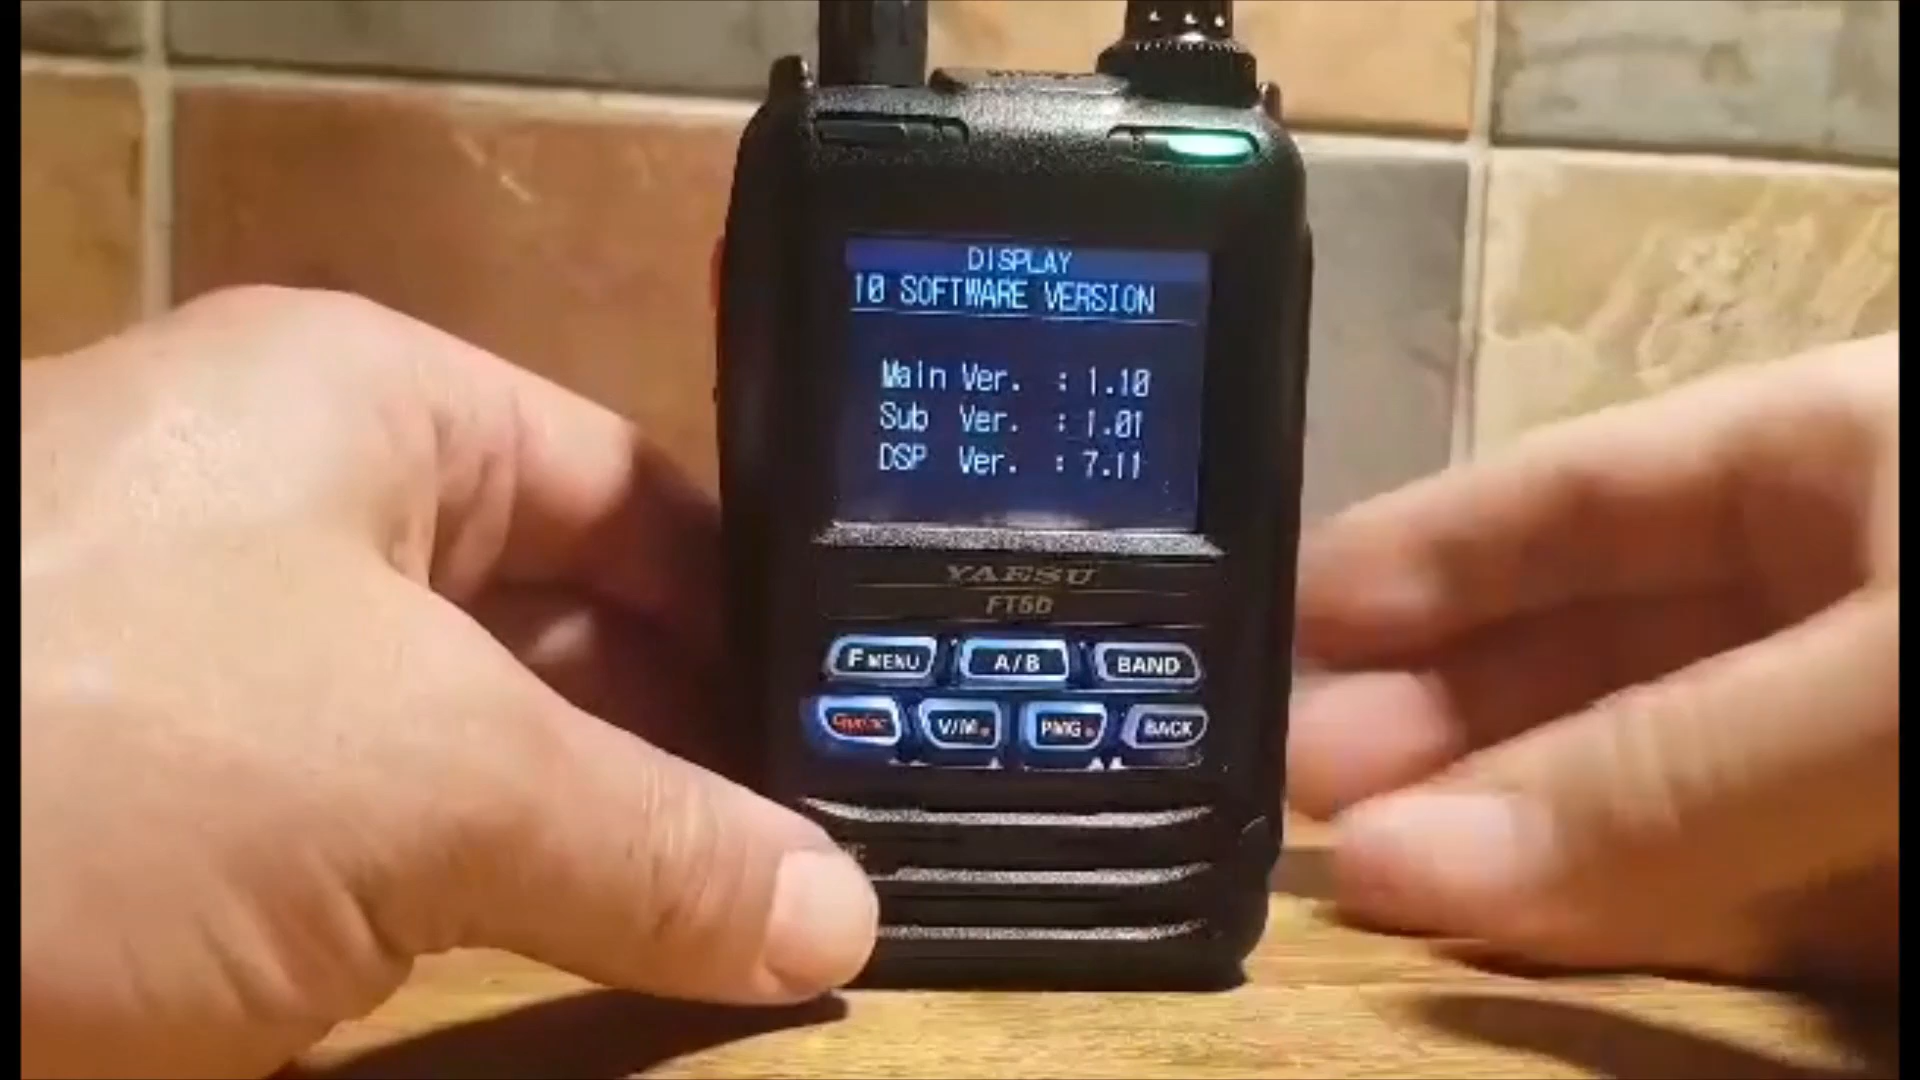 DISPLAY
10 SOFTWARE VERSION
Main Ver. : 1.10
Sub Ver. : 1.01
DSP Ver. : 7.11
YAESU
FT5D
F MENU A/B BAND
V/M PMG BACK